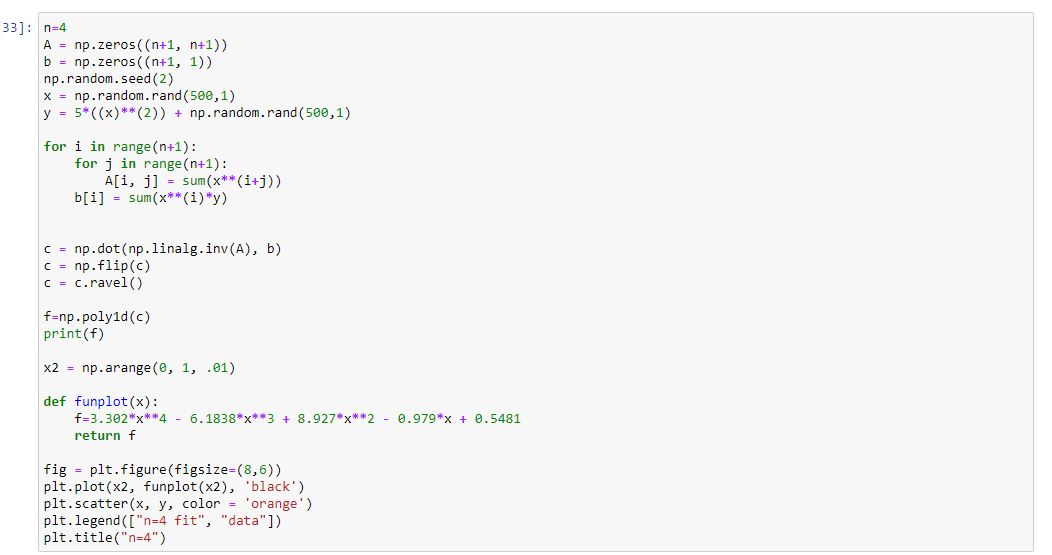 33]: n=4
A = np.zeros((n+1, n+1))
b = np.zeros((n+1, 1))
np.random.seed(2)
x = np.random.rand(500,1)
y = 5*((x)**(2)) + np.random.rand(500,1)
for i in range(n+1):
    for j in range(n+1):
        A[i, j] = sum(x**(i+j))
    b[i] = sum(x**(i)*y)
c = np.dot(np.linalg.inv(A), b)
c = np.flip(c)
c = c.ravel()
f=np.poly1d(c)
print(f)
x2 = np.arange(0, 1, .01)
def funplot(x):
    f=3.302*x**4 - 6.1838*x**3 + 8.927*x**2 - 0.979*x + 0.5481
    return f
fig = plt.figure(figsize=(8,6))
plt.plot(x2, funplot(x2), 'black')
plt.scatter(x, y, color = 'orange')
plt.legend(["n=4 fit", "data"])
plt.title("n=4")